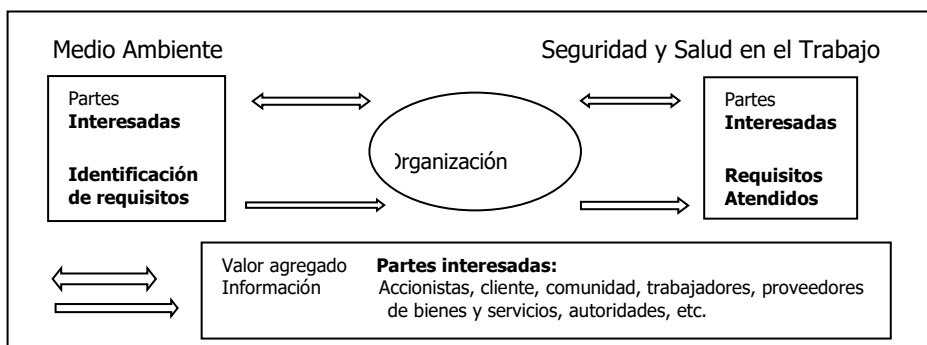 Medio Ambiente
Seguridad y Salud en el Trabajo
Partes
Interesadas
Identificación
de requisitos
Organización
Partes
Interesadas
Requisitos
Atendidos
Valor agregado Partes interesadas:
Información Accionistas, cliente, comunidad, trabajadores, proveedores
de bienes y servicios, autoridades, etc.